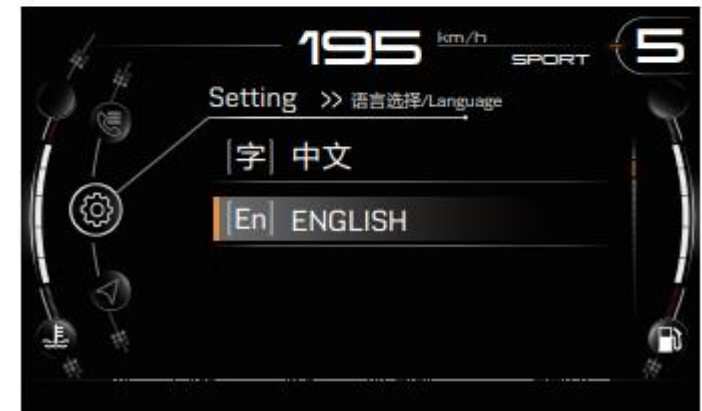 195 km/h
SPORT
5
Setting >> 语言选择/Language
[字] 中文
[En] ENGLISH